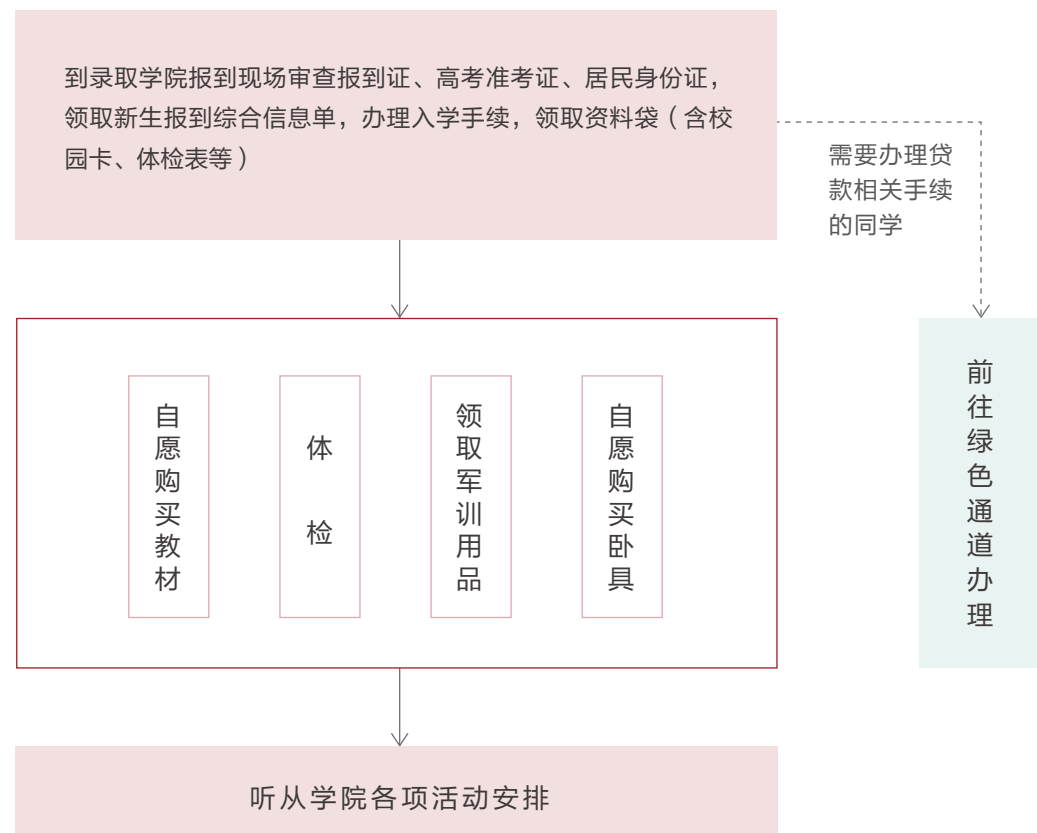 到录取学院报到现场审查报到证、高考准考证、居民身份证，
领取新生报到综合信息单，办理入学手续，领取资料袋（含校
园卡、体检表等）
需要办理贷
款相关手续
的同学
自愿购买教材
体检
领取军训用品
自愿购买卧具
前往绿色通道办理
听从学院各项活动安排